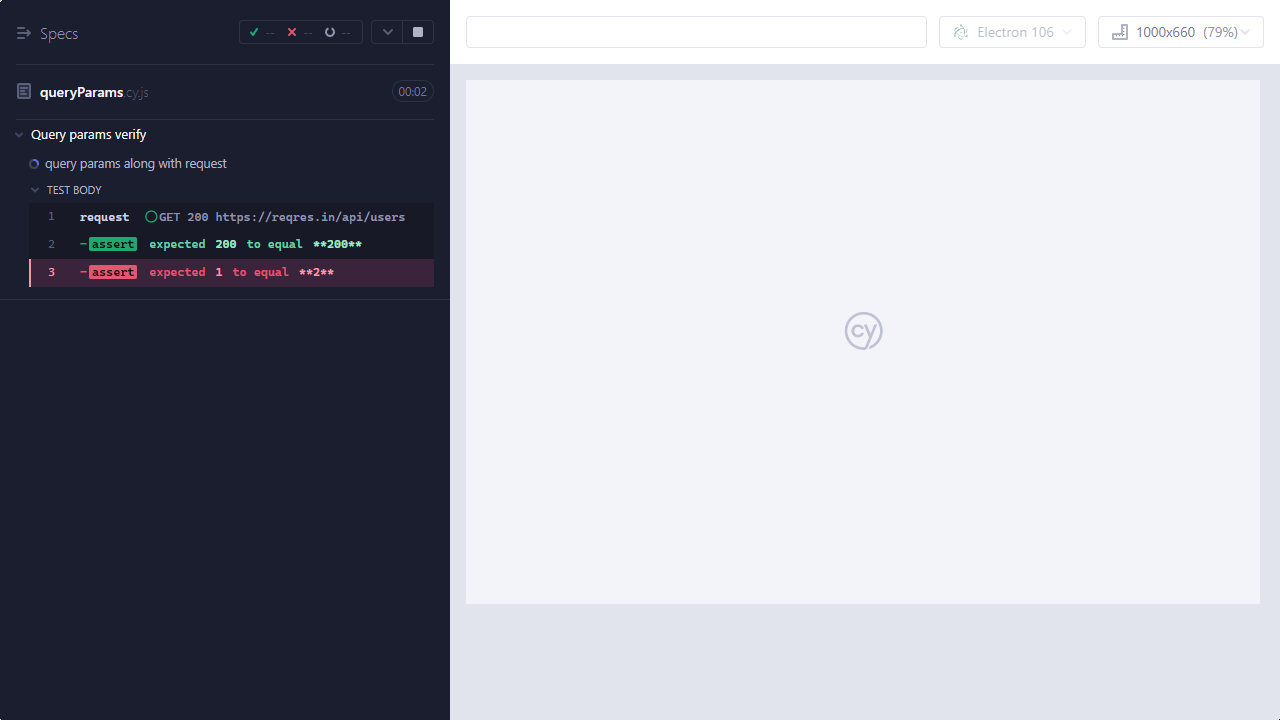 Specs
-- -- --
queryParams.cy.js
00:02
Query params verify
query params along with request
TEST BODY
1 request GET 200 https://reqres.in/api/users
2 -assert expected 200 to equal **200**
3 -assert expected 1 to equal **2**
Electron 106
1000x660 (79%)
cy